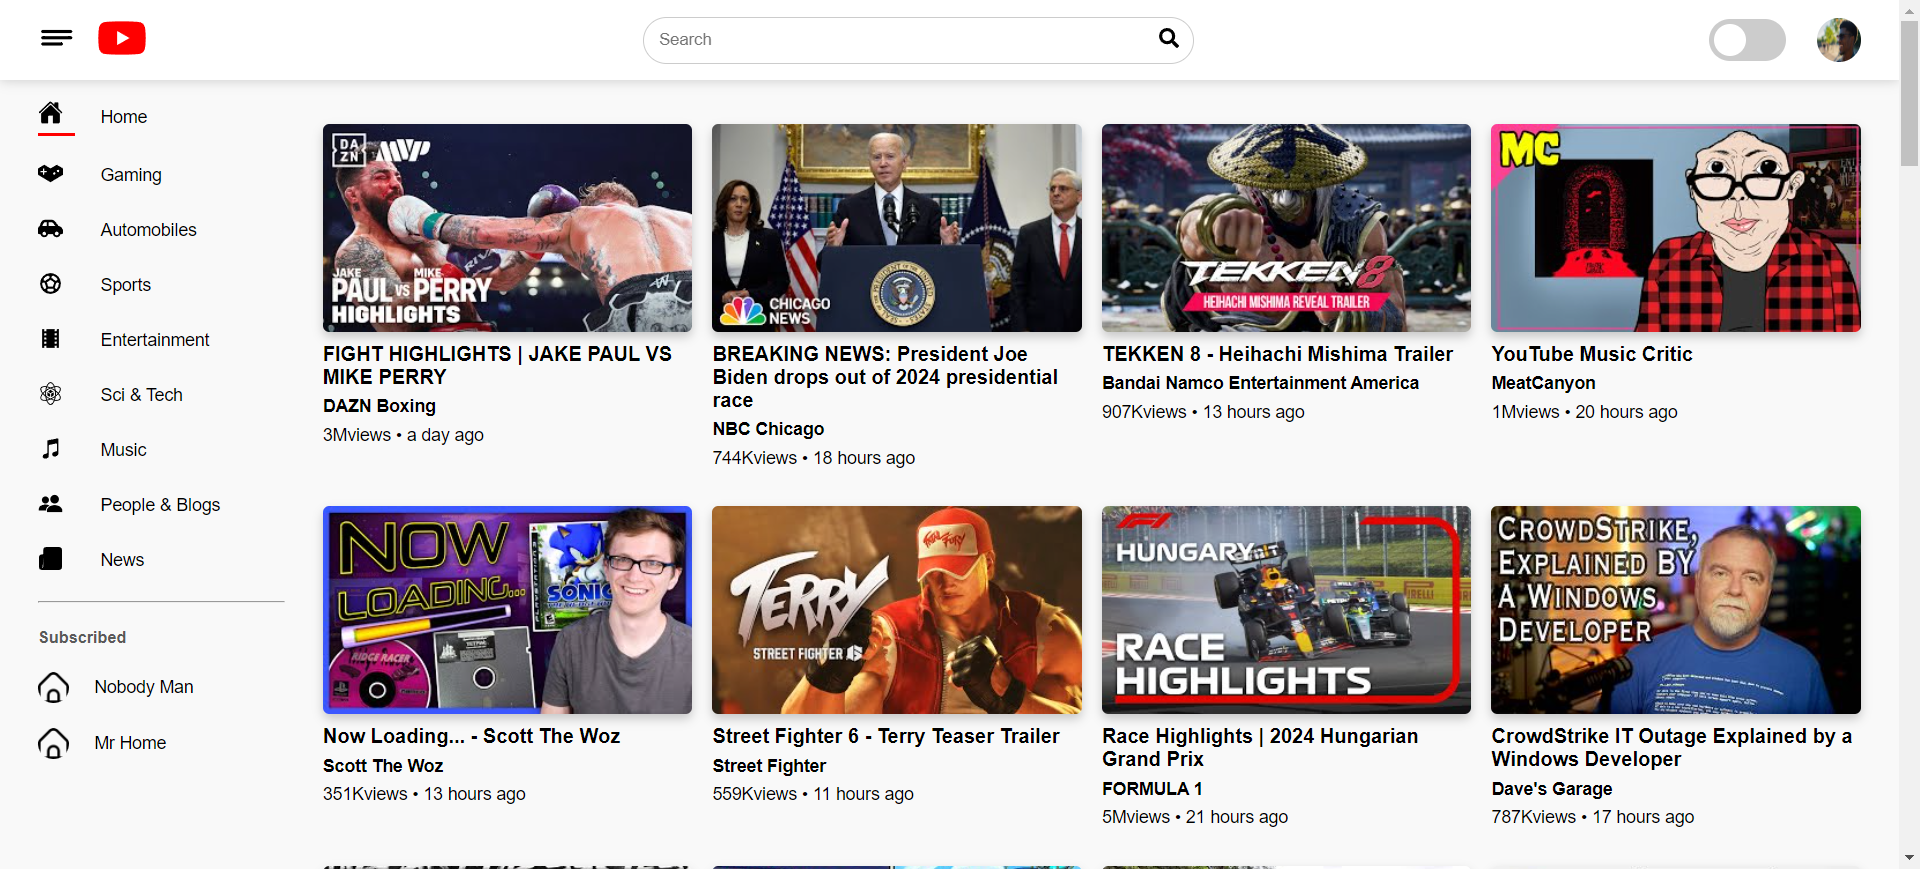 Search
Home
Gaming
Automobiles
Sports
Entertainment
Sci & Tech
Music
People & Blogs
News
Subscribed
Nobody Man
Mr Home
DA
ZN
MVP
JAKE MIKE
PAUL VS PERRY
HIGHLIGHTS
FIGHT HIGHLIGHTS | JAKE PAUL VS
MIKE PERRY
DAZN Boxing
3Mviews • a day ago
CHICAGO
NEWS
BREAKING NEWS: President Joe
Biden drops out of 2024 presidential
race
NBC Chicago
744Kviews • 18 hours ago
TEKKEN 8
HEIHACHI MISHIMA REVEAL TRAILER
TEKKEN 8 - Heihachi Mishima Trailer
Bandai Namco Entertainment America
907Kviews • 13 hours ago
MC
YouTube Music Critic
MeatCanyon
1Mviews • 20 hours ago
NOW
LOADING...
SONIC
RIDGE RACER
Now Loading... - Scott The Woz
Scott The Woz
351Kviews • 13 hours ago
FATAL FURY
TERRY
STREET FIGHTER 6
Street Fighter 6 - Terry Teaser Trailer
Street Fighter
559Kviews • 11 hours ago
F1
HUNGARY
RACE
HIGHLIGHTS
Race Highlights | 2024 Hungarian
Grand Prix
FORMULA 1
5Mviews • 21 hours ago
CROWDSTRIKE,
EXPLAINED BY
A WINDOWS
DEVELOPER
CrowdStrike IT Outage Explained by a
Windows Developer
Dave's Garage
787Kviews • 17 hours ago